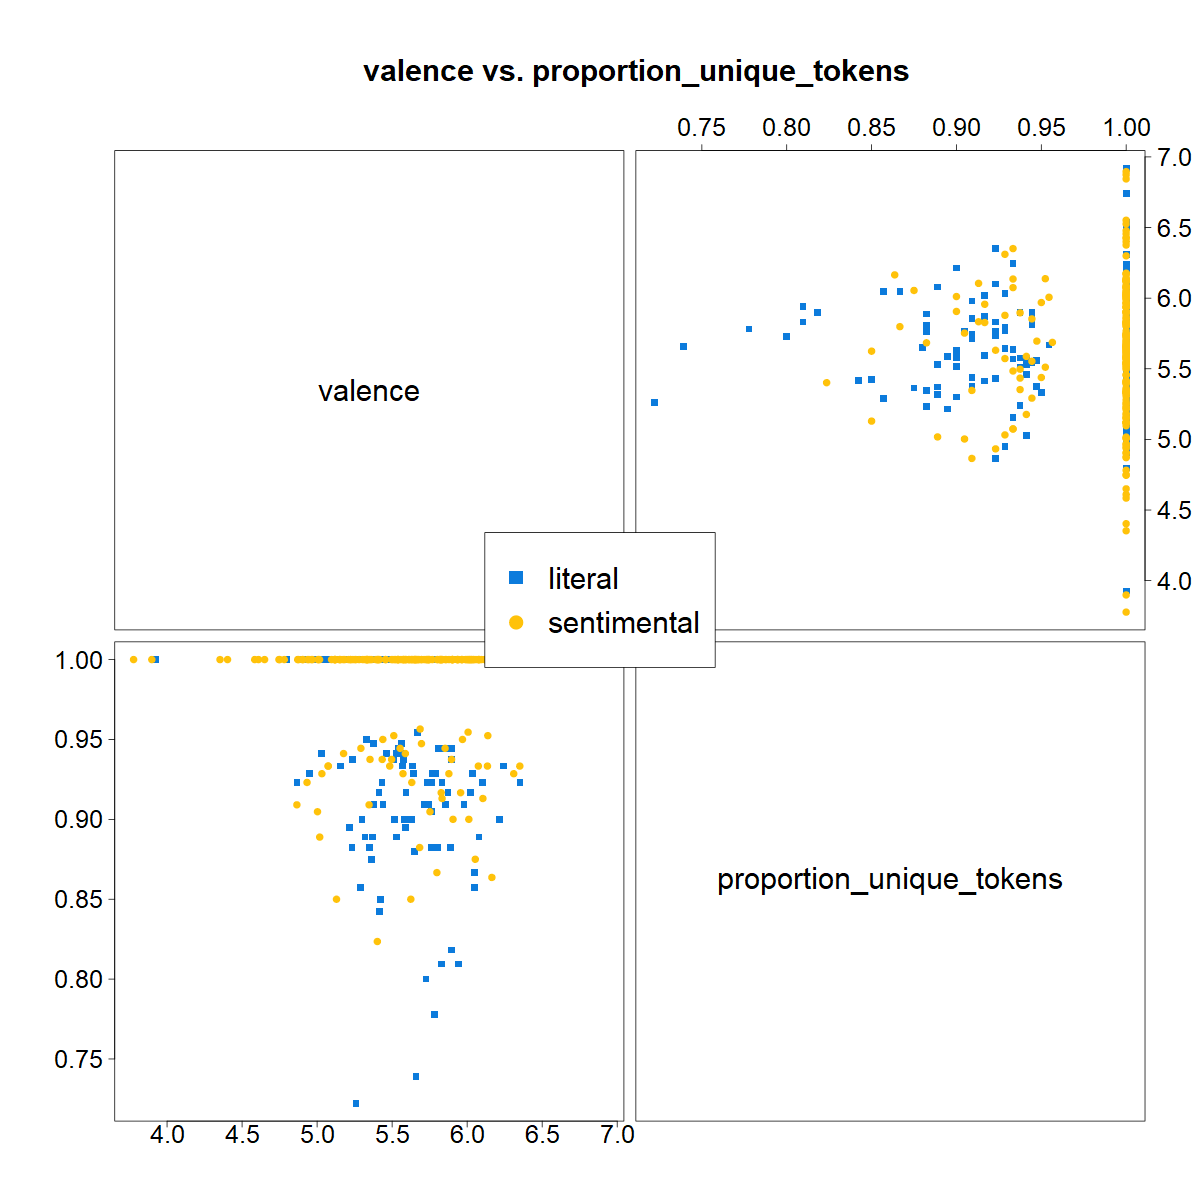 valence vs. proportion_unique_tokens
0.75 0.80 0.85 0.90 0.95 1.00
7.0
6.5
6.0
5.5
5.0
4.5
4.0
valence
literal
sentimental
1.00
0.95
0.90
0.85
0.80
0.75
proportion_unique_tokens
4.0 4.5 5.0 5.5 6.0 6.5 7.0